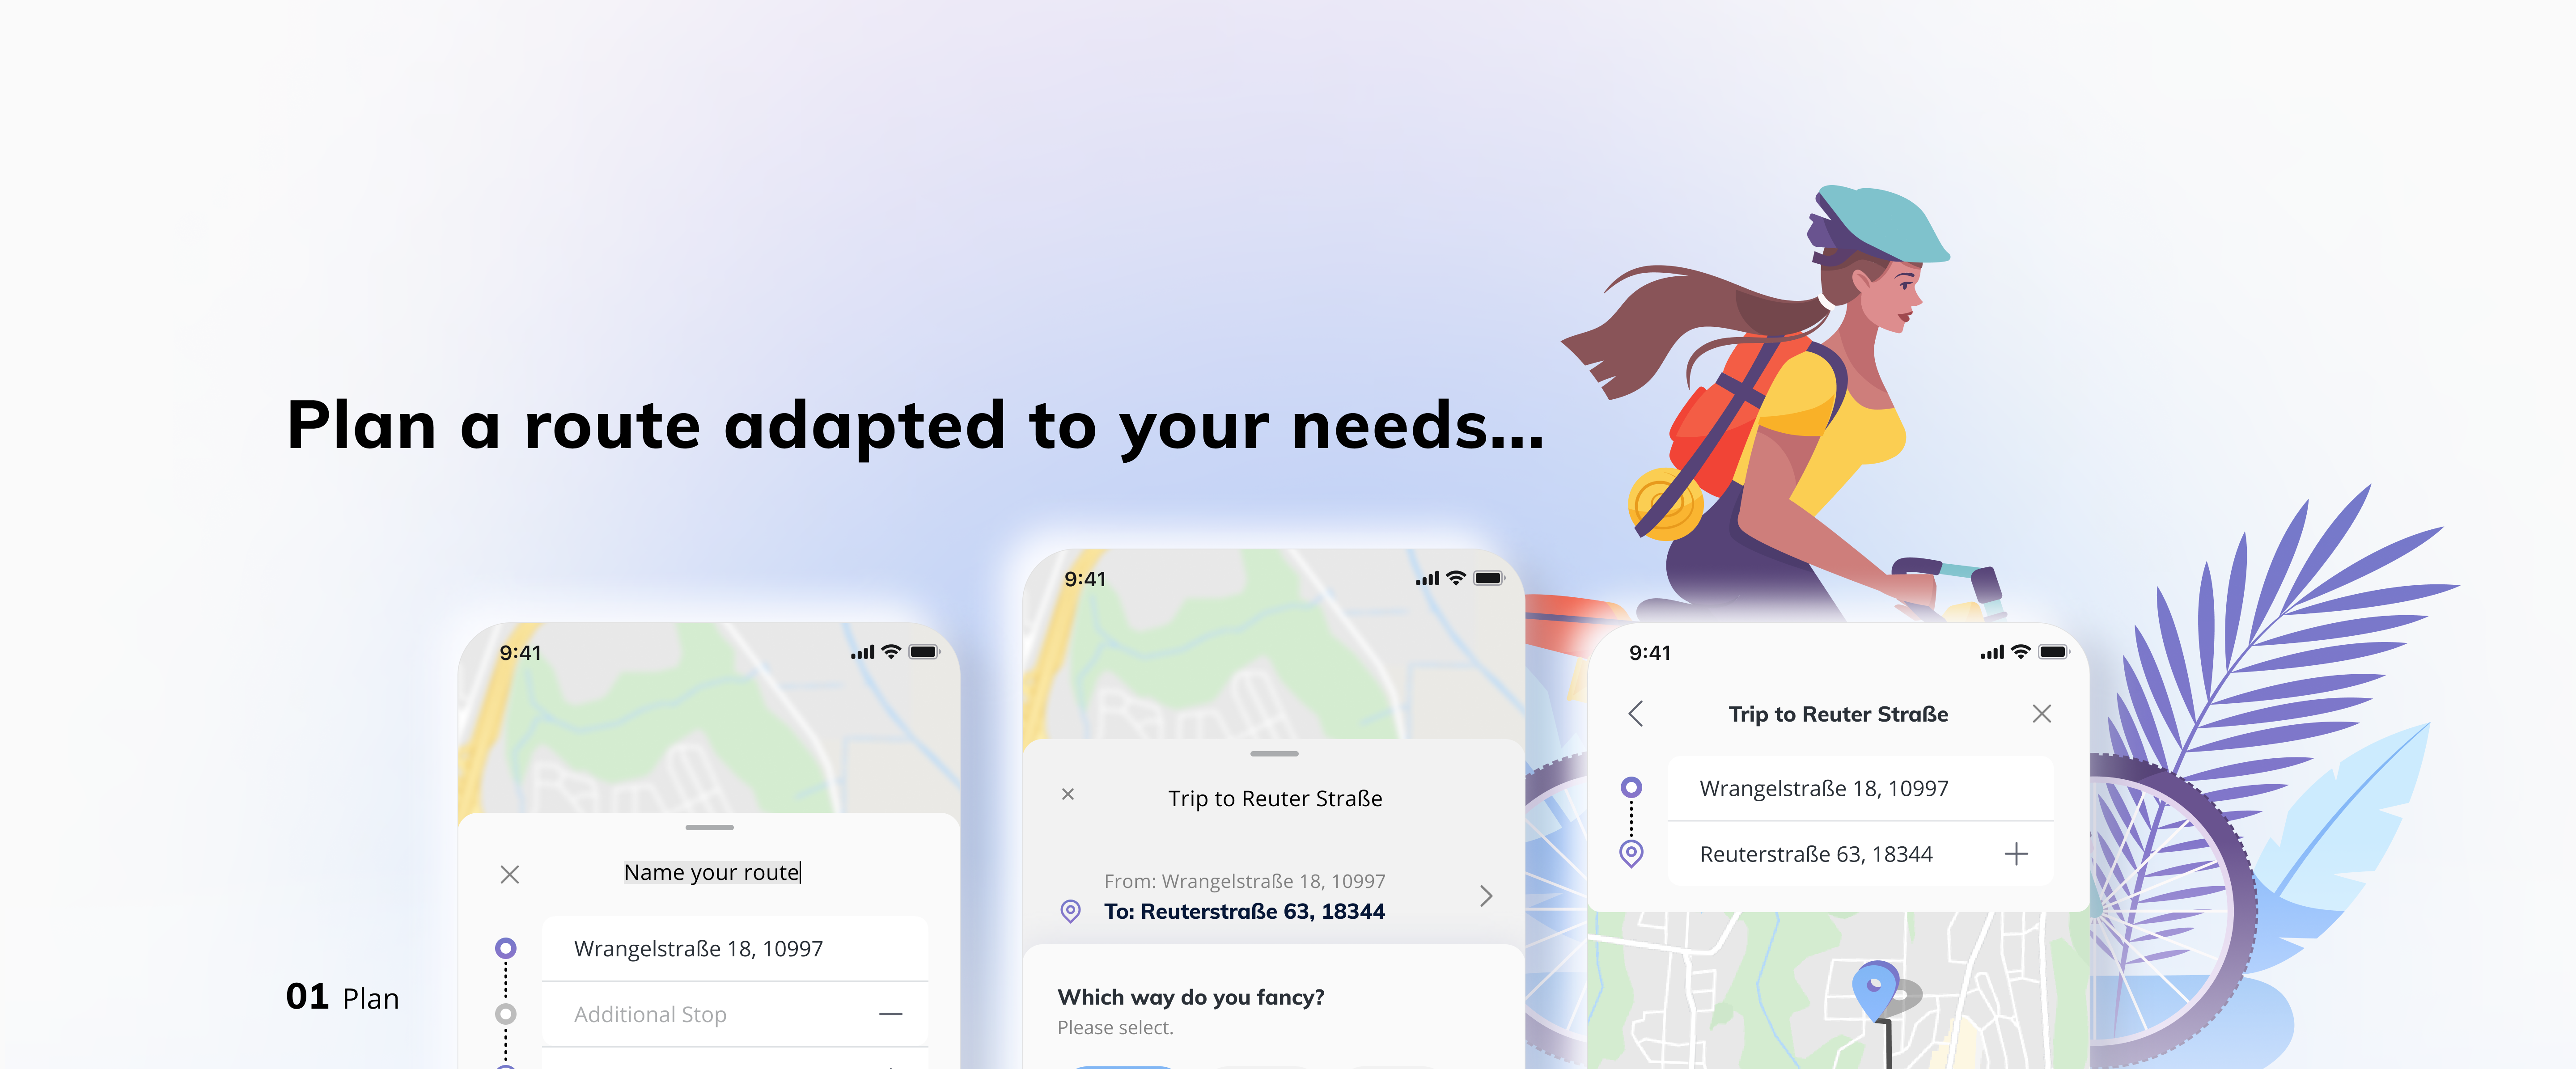 Plan a route adapted to your needs...
01 Plan
9:41
Name your route
Wrangelstraße 18, 10997
Additional Stop
9:41
Trip to Reuter Straße
From: Wrangelstraße 18, 10997
To: Reuterstraße 63, 18344
Which way do you fancy?
Please select.
9:41
Trip to Reuter Straße
Wrangelstraße 18, 10997
Reuterstraße 63, 18344